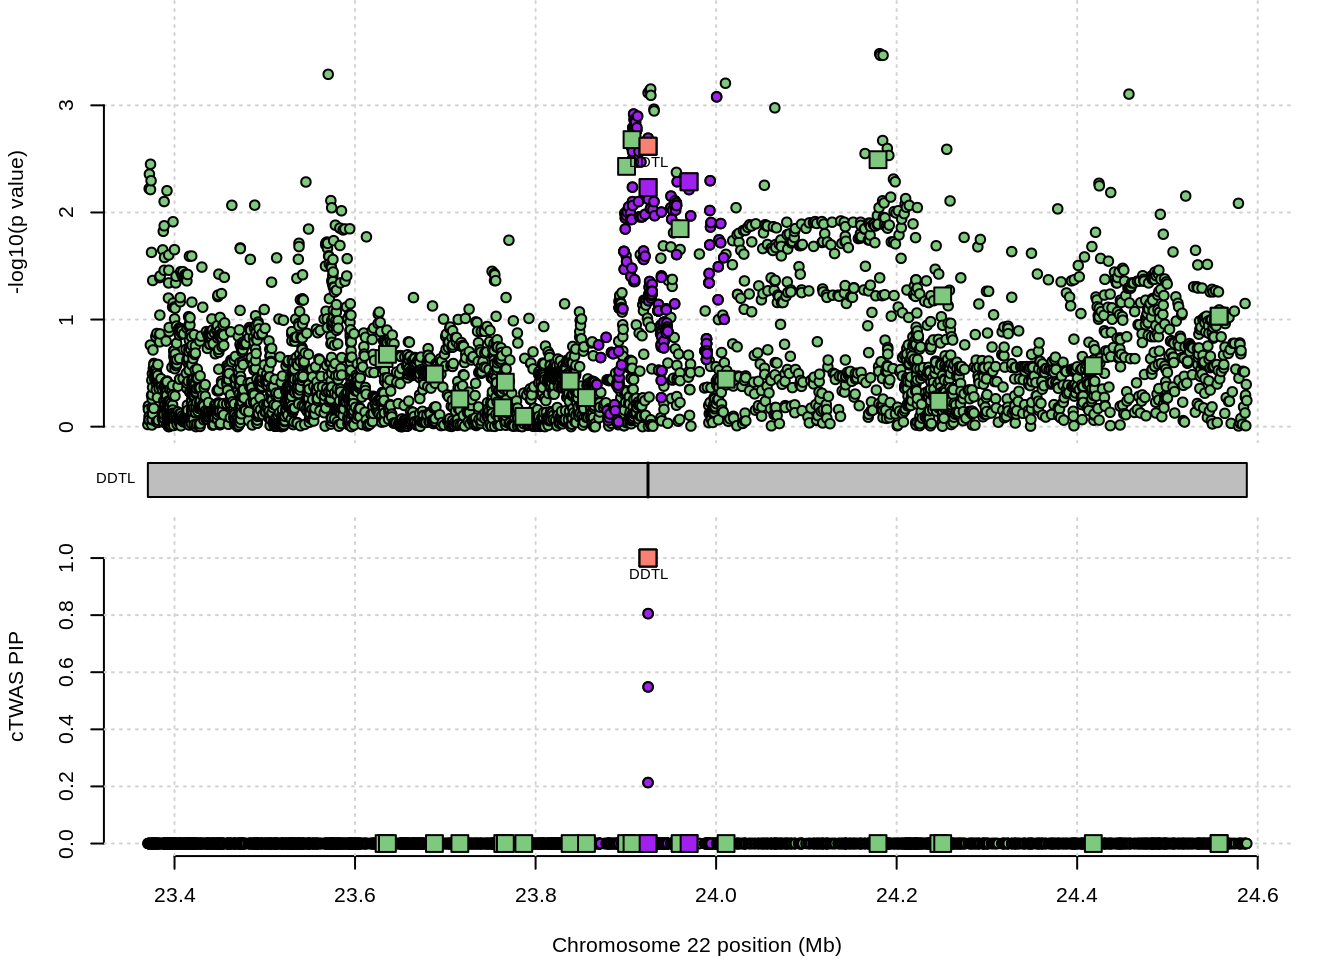 -log10(p value)
3
2
1
0
DDTL
DDTL
cTWAS PIP
1.0
0.8
0.6
0.4
0.2
0.0
DDTL
23.4 23.6 23.8 24.0 24.2 24.4 24.6
Chromosome 22 position (Mb)